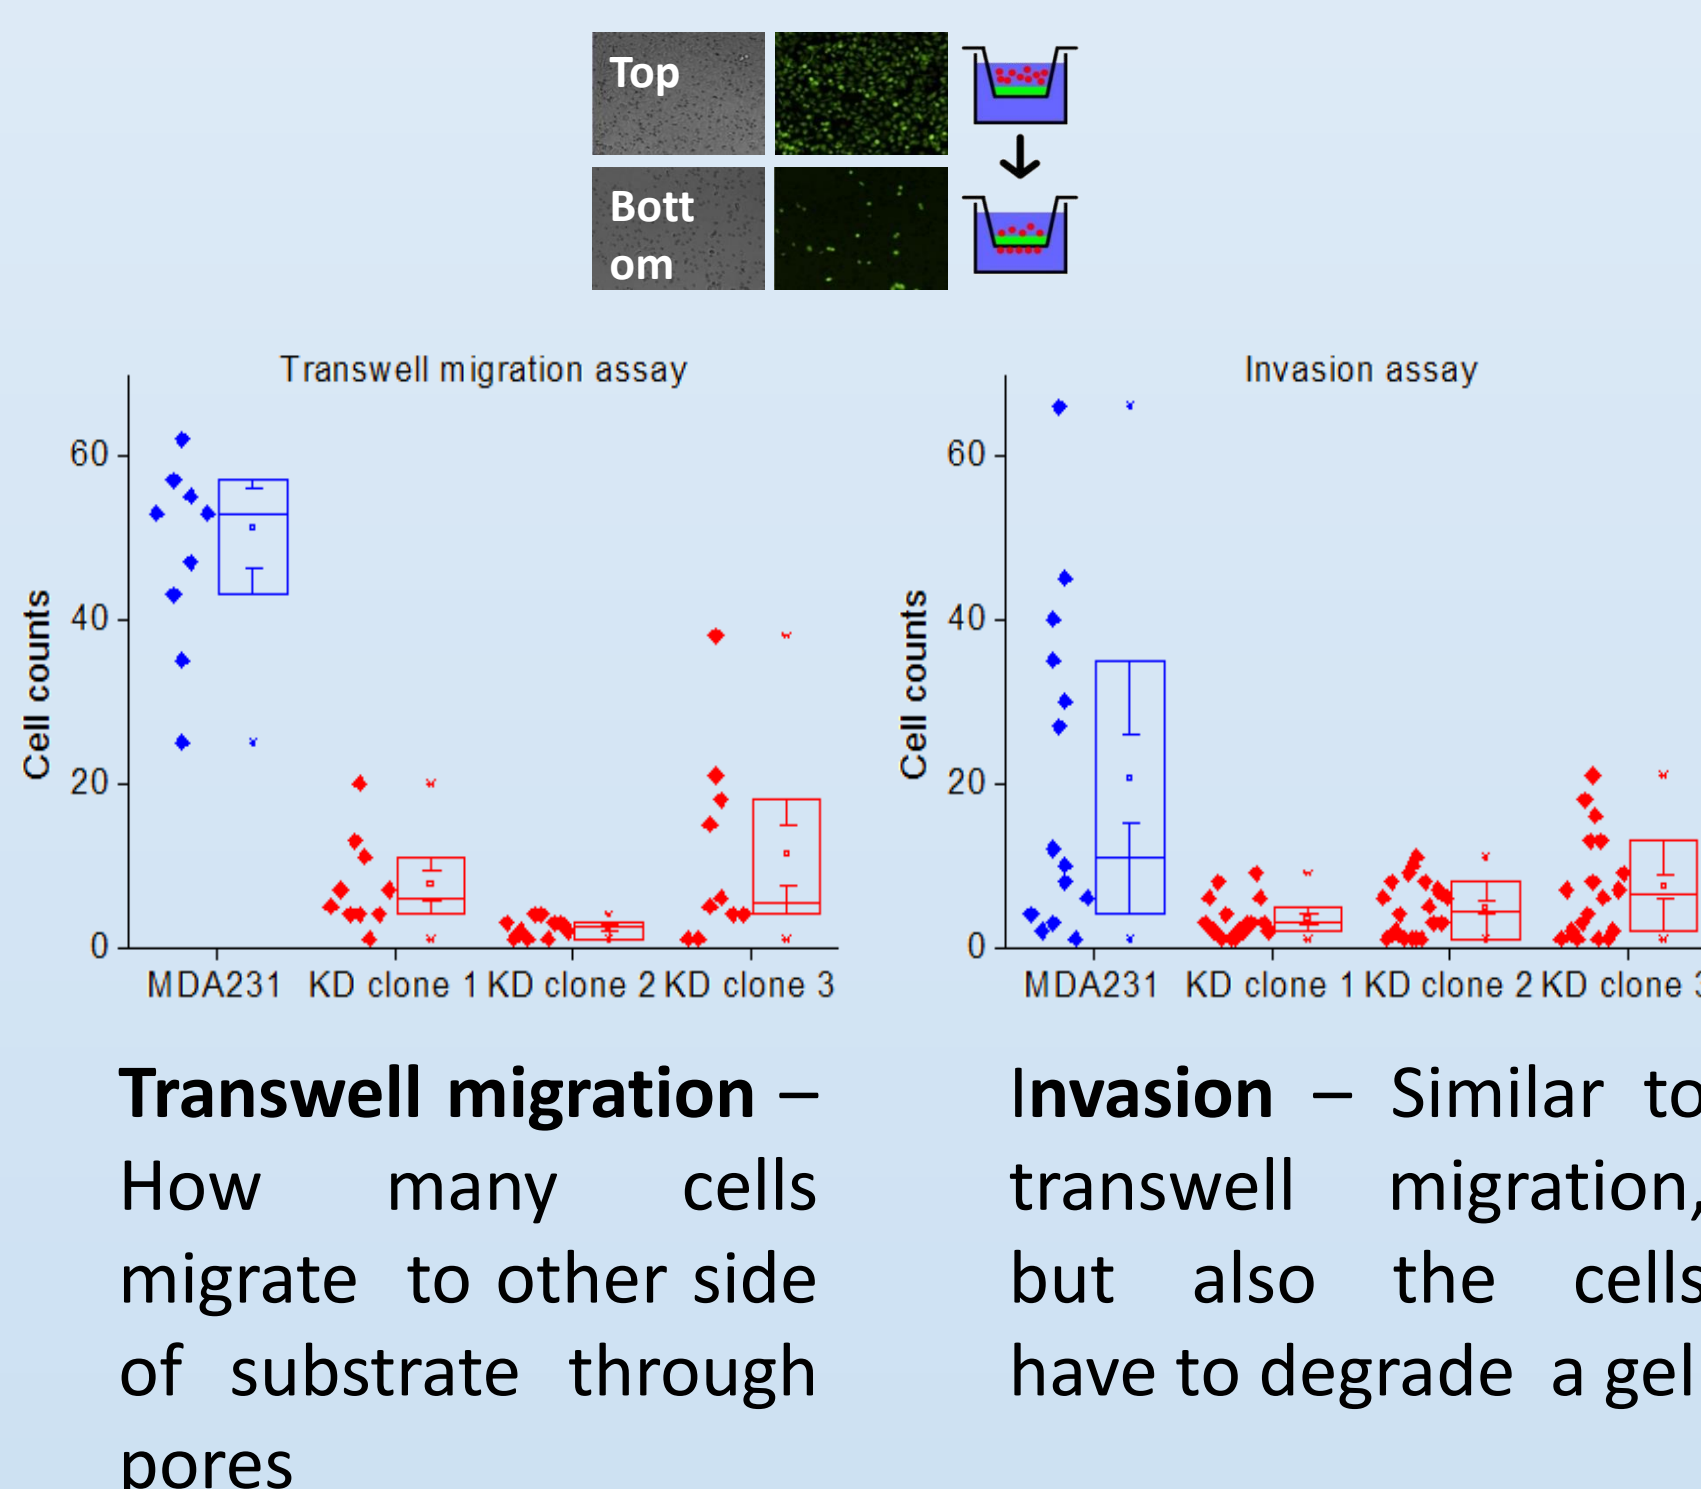 Top
Bott
om
Transwell migration assay
60
40
20
0
Cell counts
MDA231 KD clone 1 KD clone 2 KD clone 3
Invasion assay
60
40
20
0
Cell counts
MDA231 KD clone 1 KD clone 2 KD clone 3
Transwell migration –
How many cells
migrate to other side
of substrate through
pores
Invasion – Similar to
transwell migration,
but also the cells
have to degrade a gel